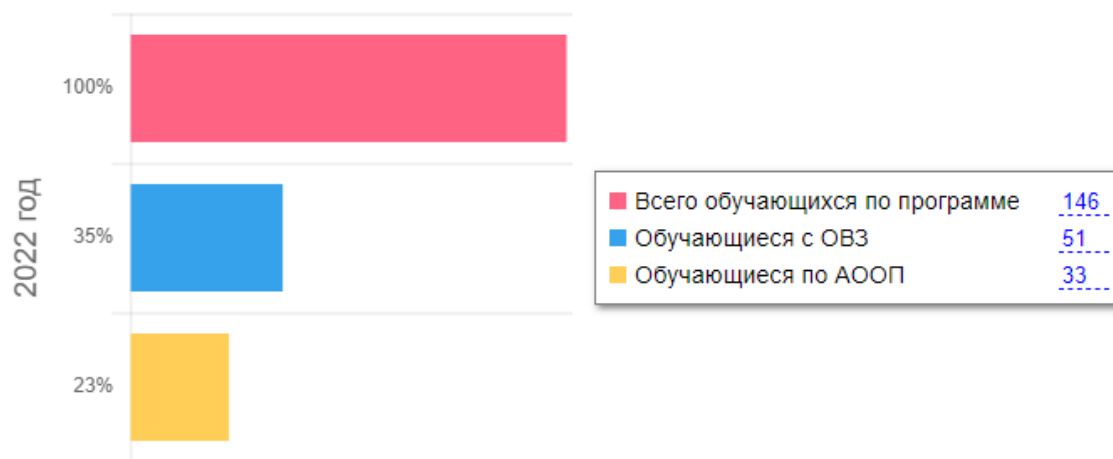 2022 год
100%
35%
23%
Всего обучающихся по программе 146
Обучающиеся с ОВЗ 51
Обучающиеся по АООП 33